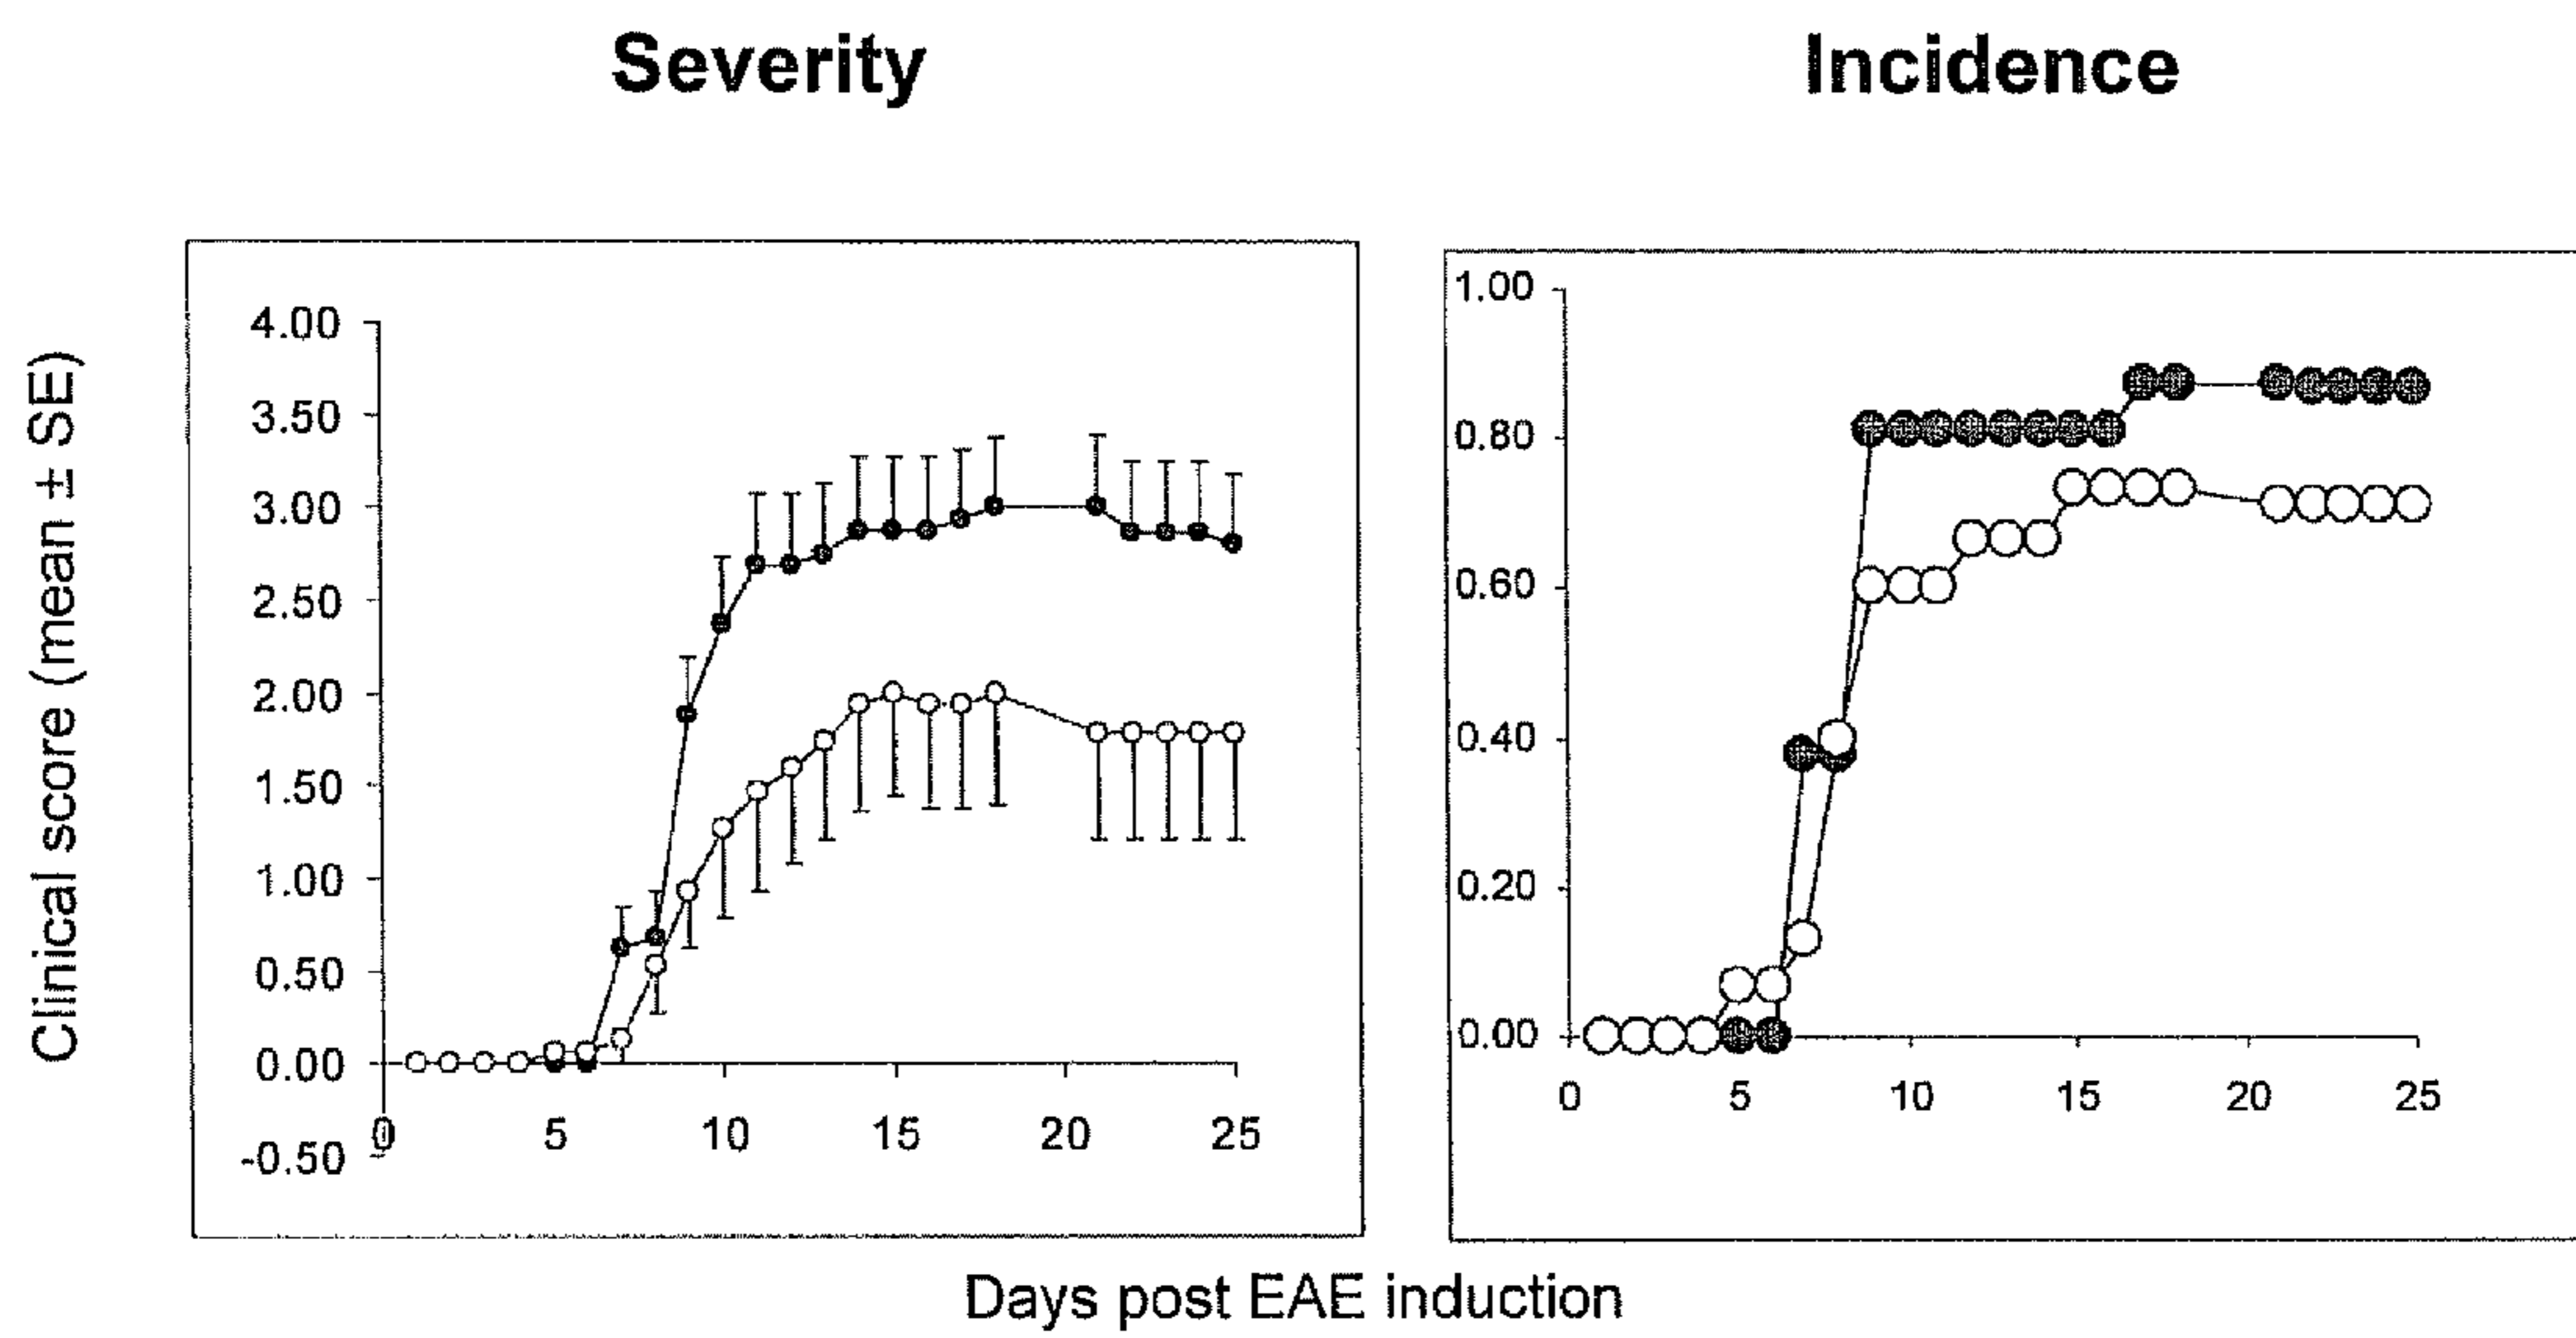 Severity
Incidence
Clinical score (mean ± SE)
4.00
3.50
3.00
2.50
2.00
1.50
1.00
0.50
0.00
-0.50
0 5 10 15 20 25
1.00
0.80
0.60
0.40
0.20
0.00
0 5 10 15 20 25
Days post EAE induction